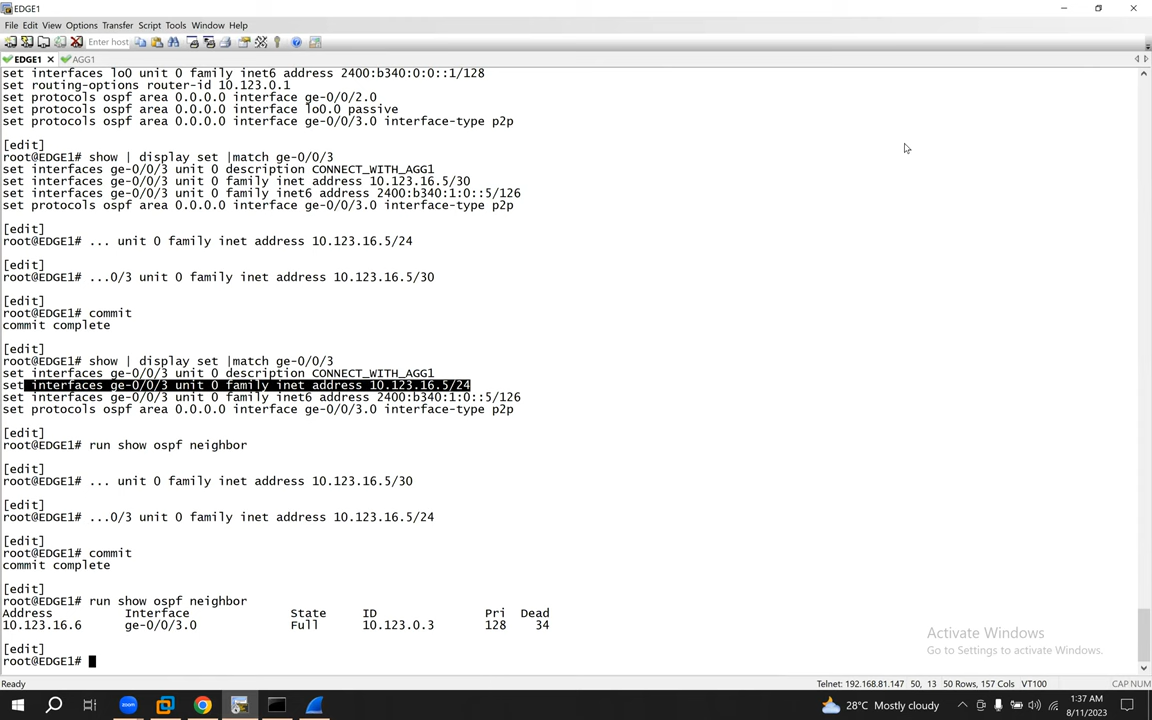 EDGE1
File Edit View Options Transfer Script Tools Window Help
Enter host
EDGE1 AGG1
set interfaces lo0 unit 0 family inet6 address 2400:b340:0:0::1/128
set routing-options router-id 10.123.0.1
set protocols ospf area 0.0.0.0 interface ge-0/0/2.0
set protocols ospf area 0.0.0.0 interface lo0.0 passive
set protocols ospf area 0.0.0.0 interface ge-0/0/3.0 interface-type p2p
[edit]
root@EDGE1# show | display set |match ge-0/0/3
set interfaces ge-0/0/3 unit 0 description CONNECT_WITH_AGG1
set interfaces ge-0/0/3 unit 0 family inet address 10.123.16.5/30
set interfaces ge-0/0/3 unit 0 family inet6 address 2400:b340:1:0::5/126
set protocols ospf area 0.0.0.0 interface ge-0/0/3.0 interface-type p2p
[edit]
root@EDGE1# ... unit 0 family inet address 10.123.16.5/24
[edit]
root@EDGE1# ...0/3 unit 0 family inet address 10.123.16.5/30
[edit]
root@EDGE1# commit
commit complete
[edit]
root@EDGE1# show | display set |match ge-0/0/3
set interfaces ge-0/0/3 unit 0 description CONNECT_WITH_AGG1
set interfaces ge-0/0/3 unit 0 family inet address 10.123.16.5/24
set interfaces ge-0/0/3 unit 0 family inet6 address 2400:b340:1:0::5/126
set protocols ospf area 0.0.0.0 interface ge-0/0/3.0 interface-type p2p
[edit]
root@EDGE1# run show ospf neighbor
[edit]
root@EDGE1# ... unit 0 family inet address 10.123.16.5/30
[edit]
root@EDGE1# ...0/3 unit 0 family inet address 10.123.16.5/24
[edit]
root@EDGE1# commit
commit complete
[edit]
root@EDGE1# run show ospf neighbor
Address Interface State ID Pri Dead
10.123.16.6 ge-0/0/3.0 Full 10.123.0.3 128 34
[edit]
root@EDGE1#
Activate Windows
Go to Settings to activate Windows.
Ready Telnet: 192.168.81.147 50, 13 50 Rows, 157 Cols VT100 CAP NUM
28°C Mostly cloudy 1:37 AM
8/11/2023